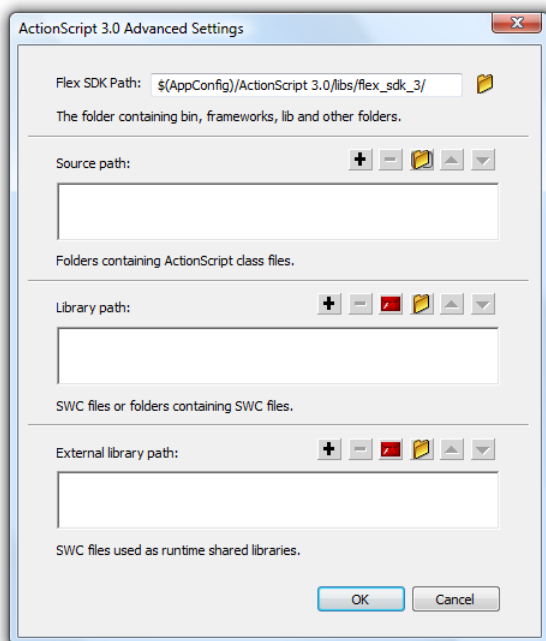 ActionScript 3.0 Advanced Settings
Flex SDK Path: $(AppConfig)/ActionScript 3.0/libs/flex_sdk_3/
The folder containing bin, frameworks, lib and other folders.
Source path:
Folders containing ActionScript class files.
Library path:
SWC files or folders containing SWC files.
External library path:
SWC files used as runtime shared libraries.
OK Cancel